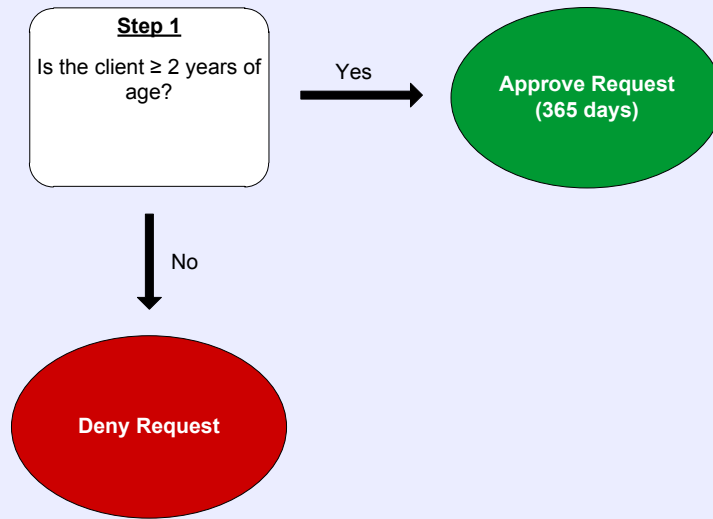 Step 1
Is the client ≥ 2 years of
age?
Yes
Approve Request
(365 days)
No
Deny Request